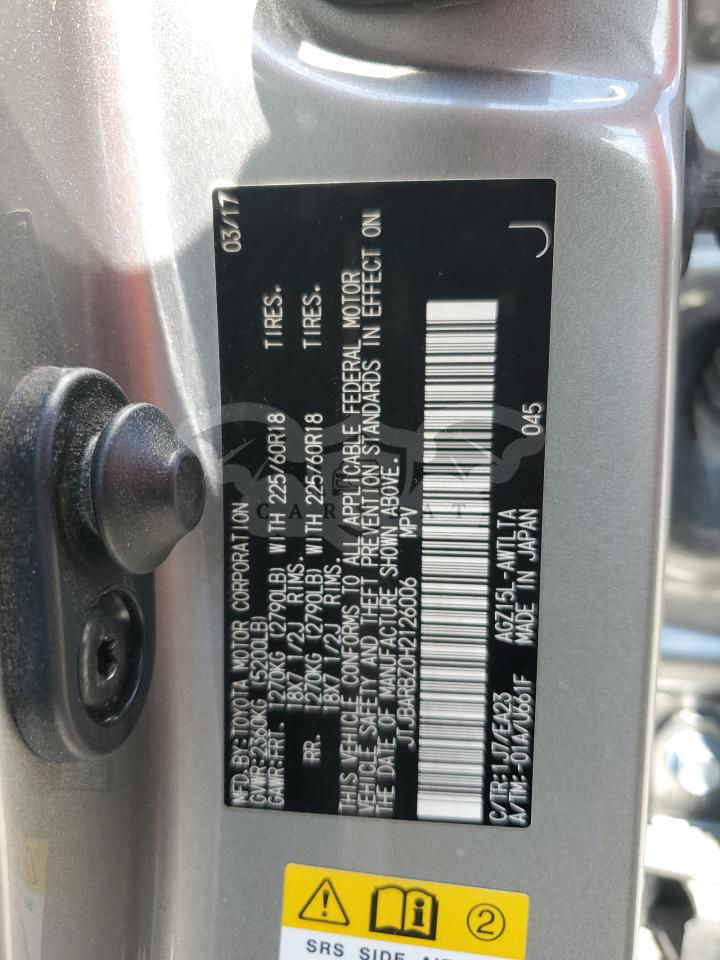 MFD.BY:TOYOTA MOTOR CORPORATION 03/17
GVWR:2360KG (5200LB)
GAWR:FRT. 1270KG (2790LB) WITH 225/60R18 TIRES.
18X7 1/2J RIMS.
RR. 1270KG (2790LB) WITH 225/60R18 TIRES.
18X7 1/2J RIMS.
THIS VEHICLE CONFORMS TO ALL APPLICABLE FEDERAL MOTOR
VEHICLE SAFETY AND THEFT PREVENTION STANDARDS IN EFFECT ON
THE DATE OF MANUFACTURE SHOWN ABOVE.
JTJBARBZ0H2126006 MPV
C/TR:1J7/EA23 AGZ15L-AWTLTA 045
A/TM:-01A/U661F MADE IN JAPAN J
2
SRS SIDE